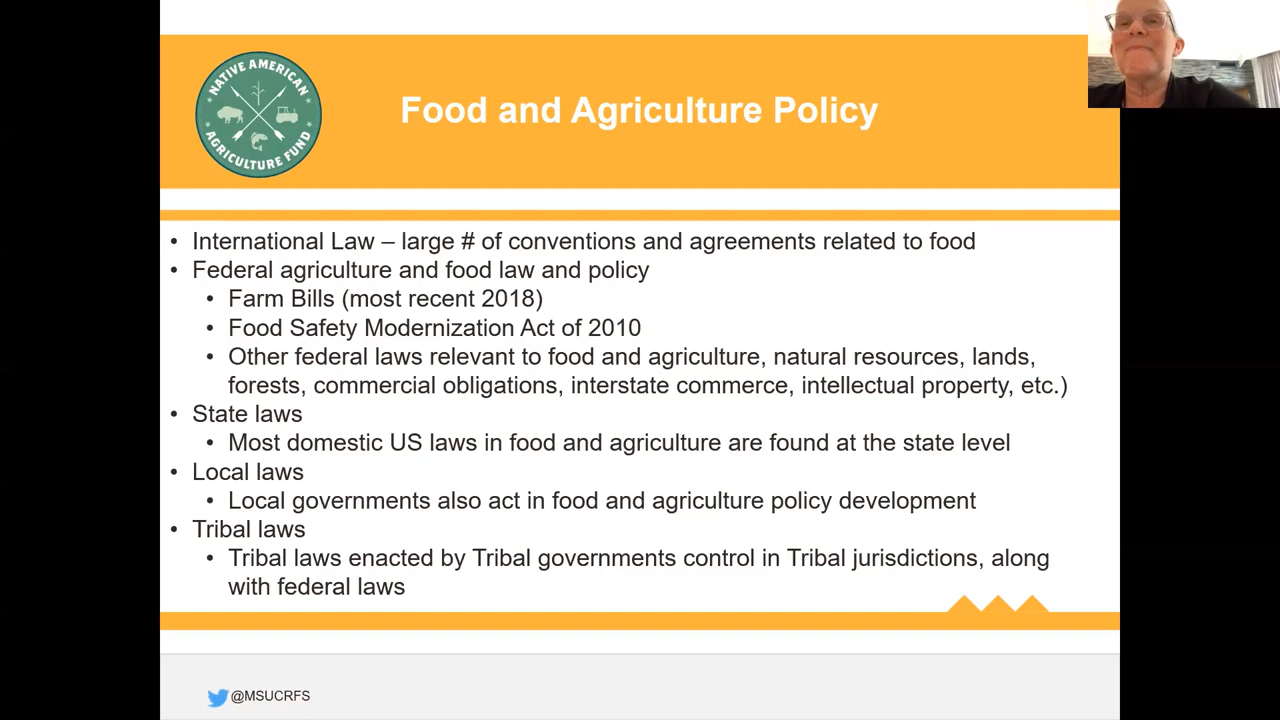 NATIVE AMERICAN
AGRICULTURE FUND
Food and Agriculture Policy
• International Law – large # of conventions and agreements related to food
• Federal agriculture and food law and policy
• Farm Bills (most recent 2018)
• Food Safety Modernization Act of 2010
• Other federal laws relevant to food and agriculture, natural resources, lands,
forests, commercial obligations, interstate commerce, intellectual property, etc.)
• State laws
• Most domestic US laws in food and agriculture are found at the state level
• Local laws
• Local governments also act in food and agriculture policy development
• Tribal laws
• Tribal laws enacted by Tribal governments control in Tribal jurisdictions, along
with federal laws
@MSUCRFS